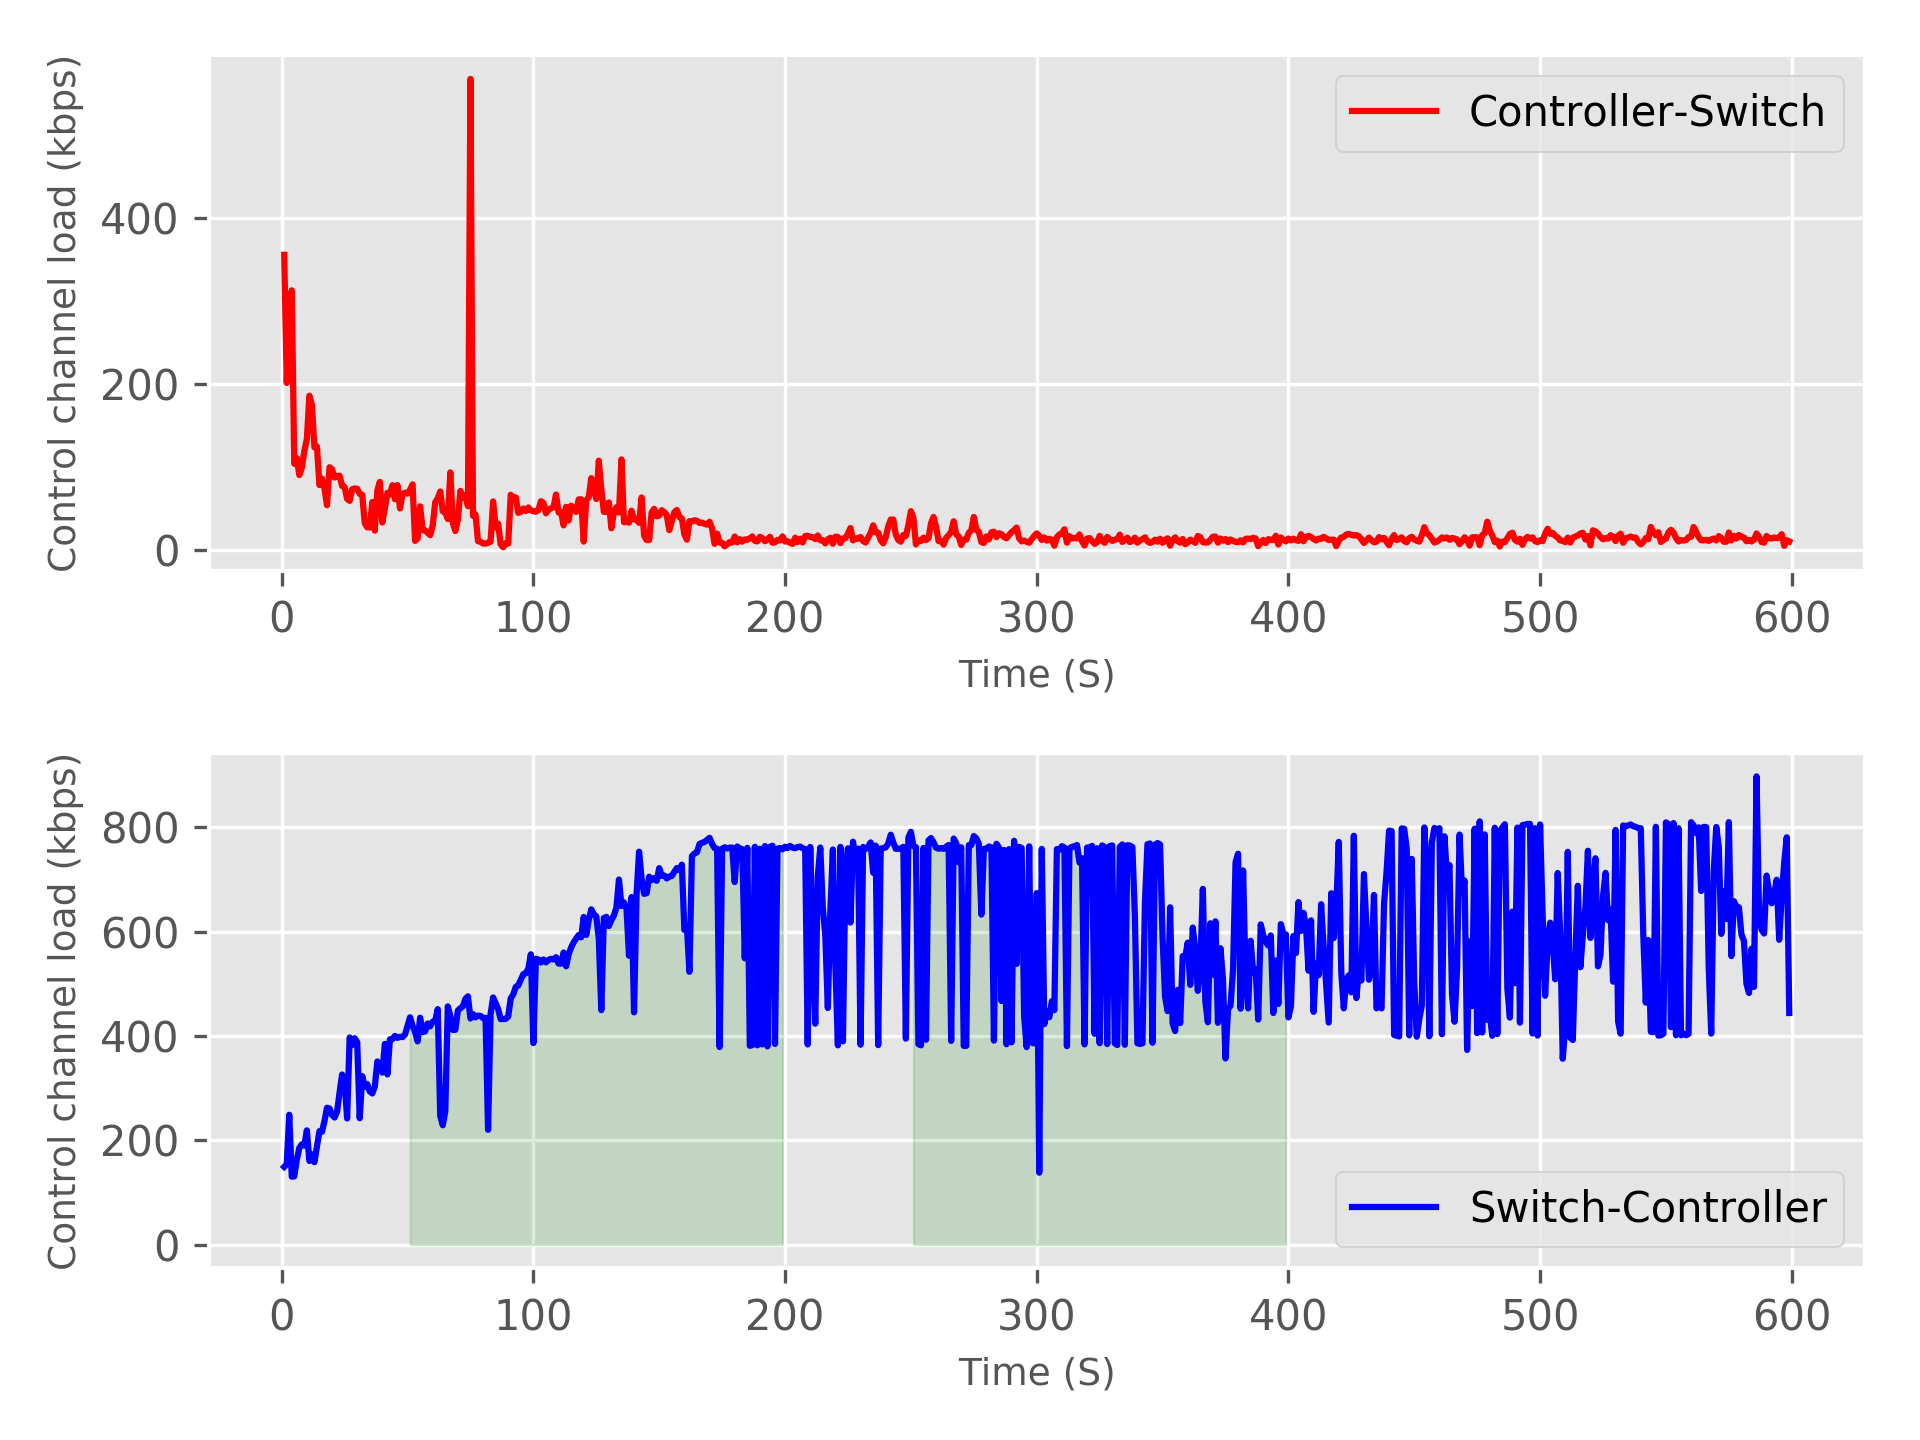 Control channel load (kbps)
400
200
0
Controller-Switch
0 100 200 300 400 500 600
Time (S)
Control channel load (kbps)
800
600
400
200
0
Switch-Controller
0 100 200 300 400 500 600
Time (S)